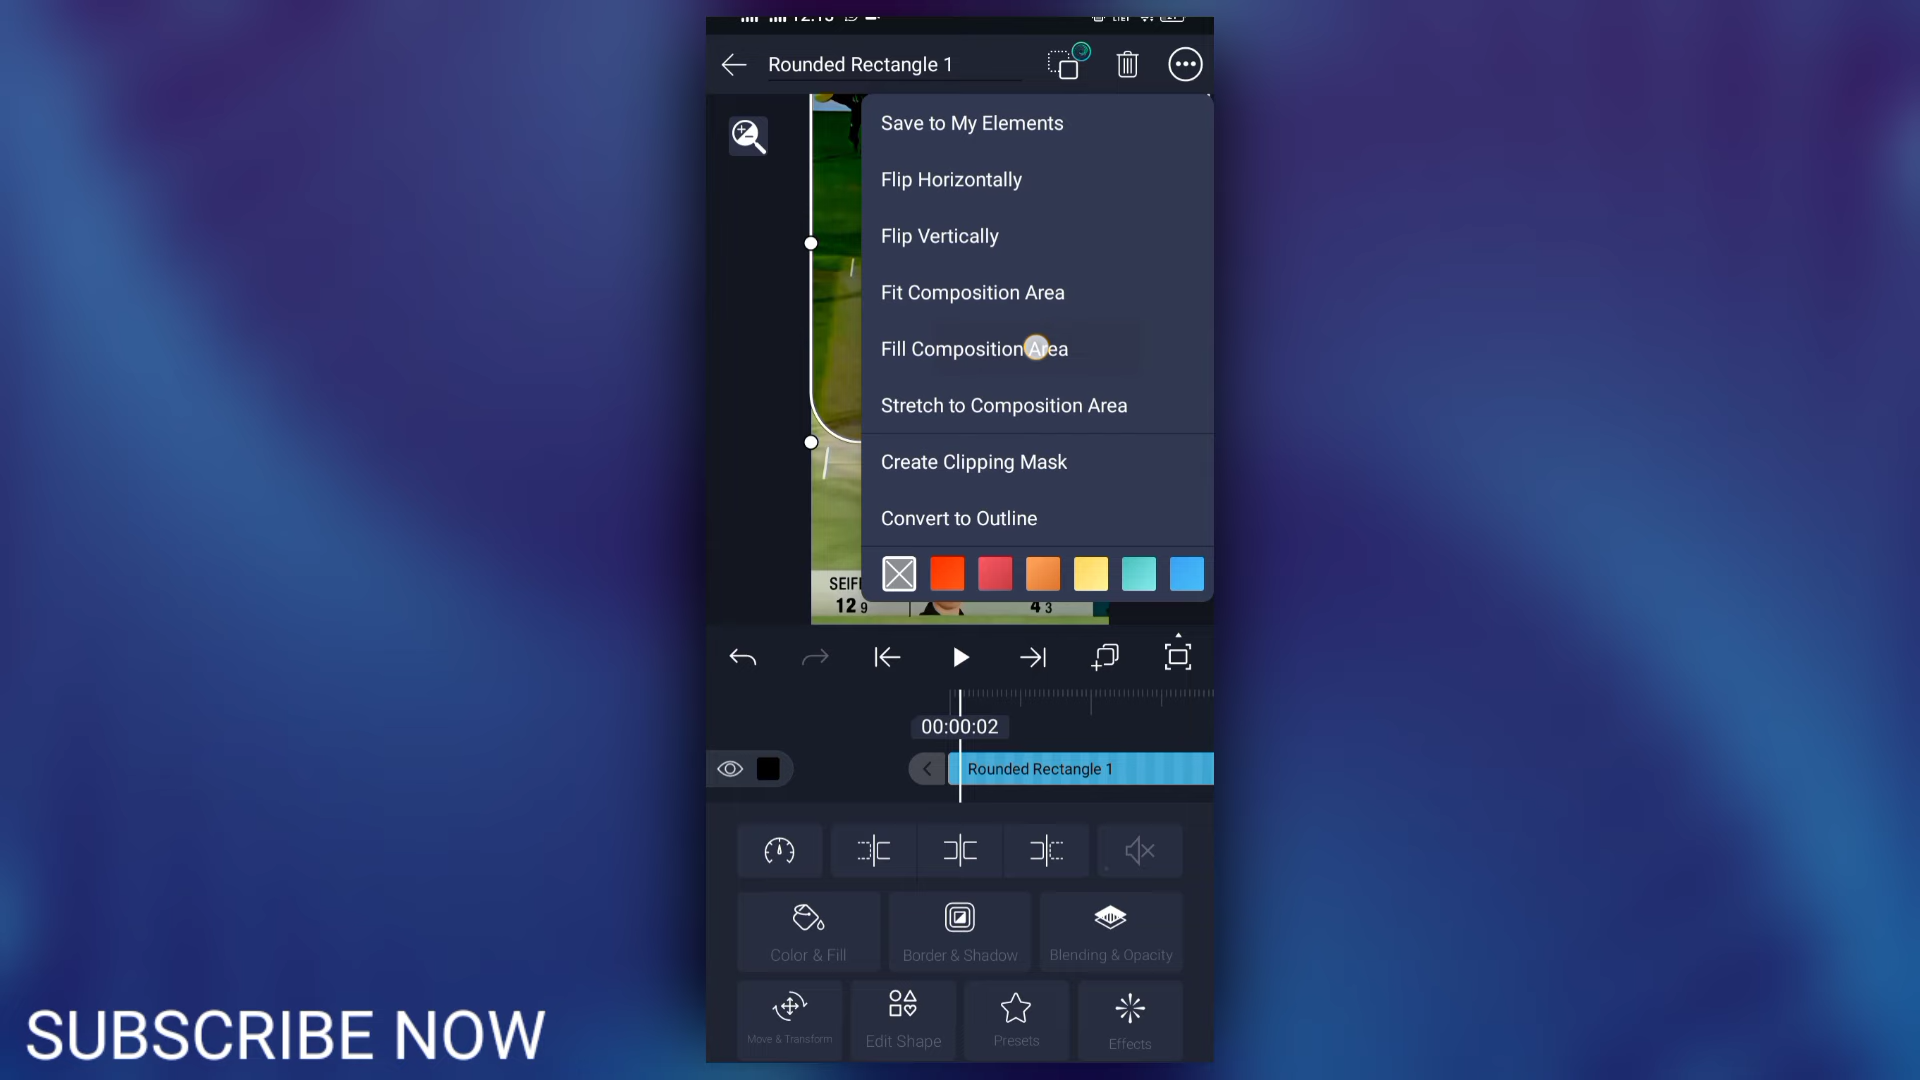 Rounded Rectangle 1
Save to My Elements
Flip Horizontally
Flip Vertically
Fit Composition Area
Fill Composition Area
Stretch to Composition Area
Create Clipping Mask
Convert to Outline
12 9
4 3
00:00:02
Rounded Rectangle 1
Color & Fill
Border & Shadow
Blending & Opacity
Move & Transform
Edit Shape
Presets
Effects
SUBSCRIBE NOW